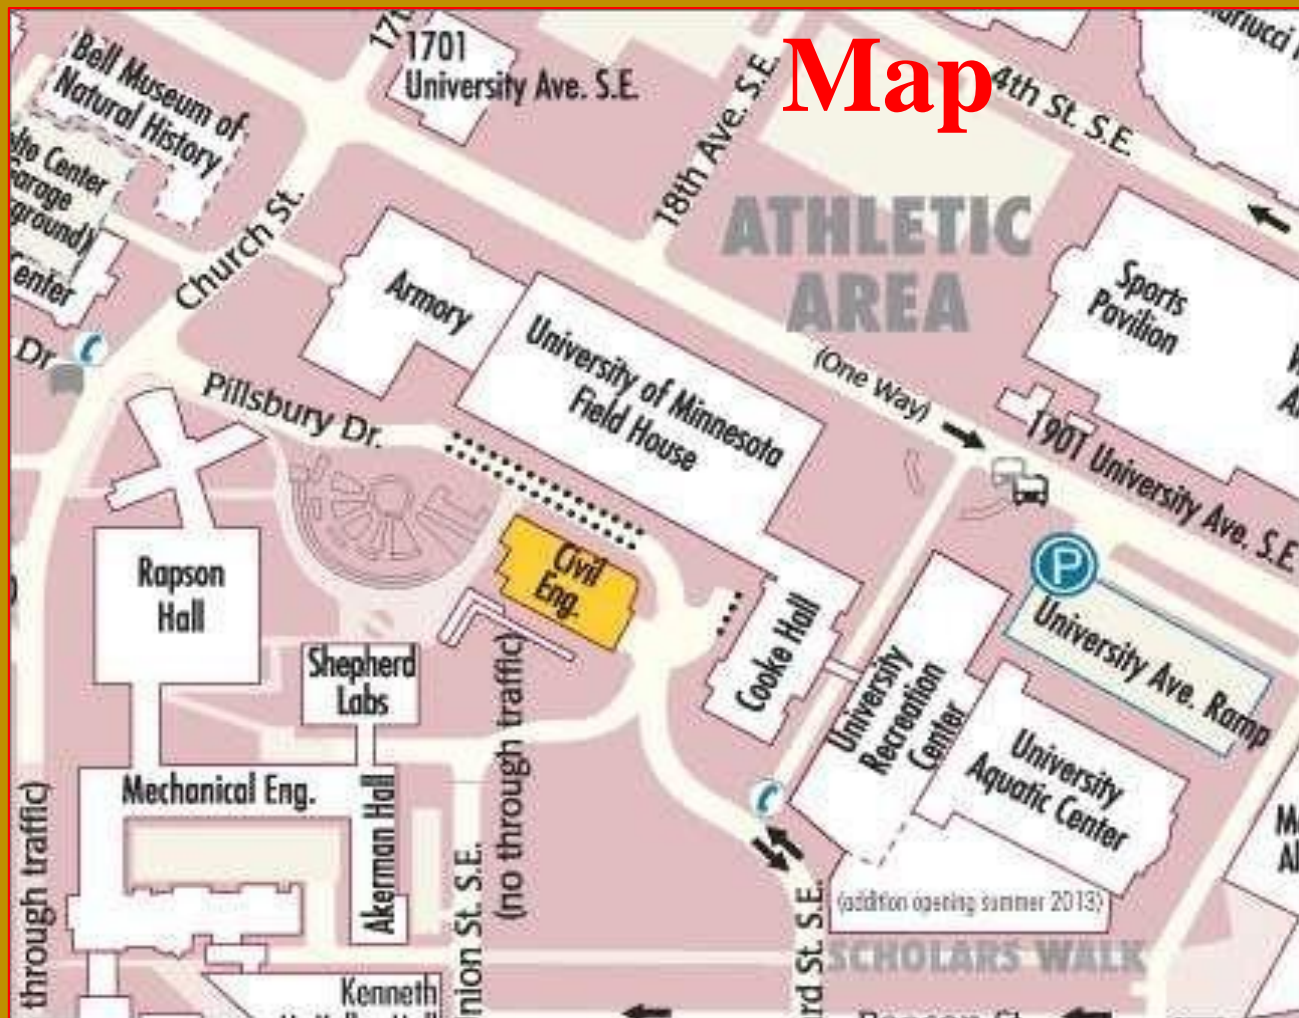 Map
1701
University Ave. S.E.
Bell Museum of
Natural History
Center
Garage
Church St.
18th Ave. S.E.
4th St. S.E.
ATHLETIC
AREA
Sports
Pavilion
Armory
University of Minnesota
Field House
(One Way)
1901 University Ave. S.E.
Dr.
Pillsbury Dr.
Civil
Eng.
P
University Ave. Ramp
Rapson
Hall
Cooke Hall
University
Recreation
Center
University
Aquatic Center
Shepherd
Labs
Mechanical Eng.
Akerman Hall
(no through traffic)
through traffic)
(addition opening summer 2013)
SCHOLARS WALK
Kenneth